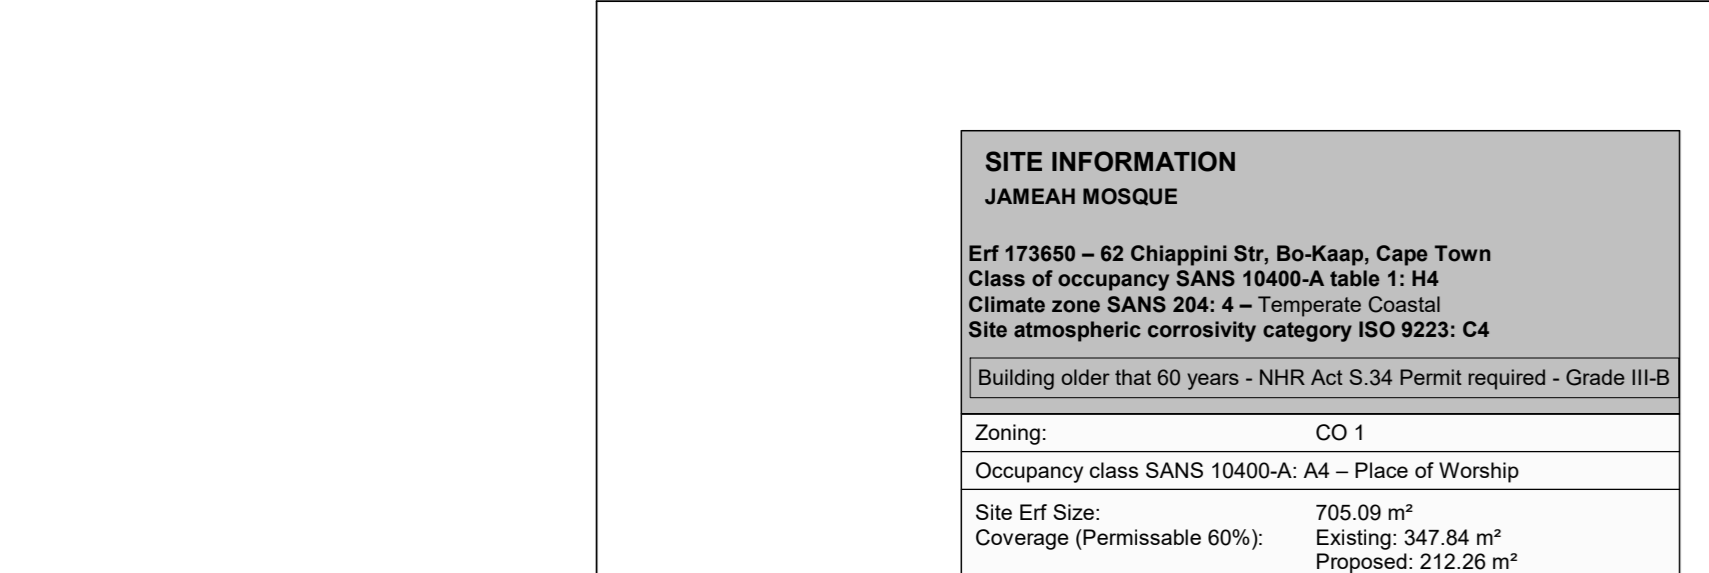 SITE INFORMATION
JAMEAH MOSQUE
Erf 173650 – 62 Chiappini Str, Bo-Kaap, Cape Town
Class of occupancy SANS 10400-A table 1: H4
Climate zone SANS 204: 4 – Temperate Coastal
Site atmospheric corrosivity category ISO 9223: C4
Building older that 60 years - NHR Act S.34 Permit required - Grade III-B
Zoning: CO 1
Occupancy class SANS 10400-A: A4 – Place of Worship
Site Erf Size: 705.09 m²
Coverage (Permissable 60%): Existing: 347.84 m²
Proposed: 212.26 m²